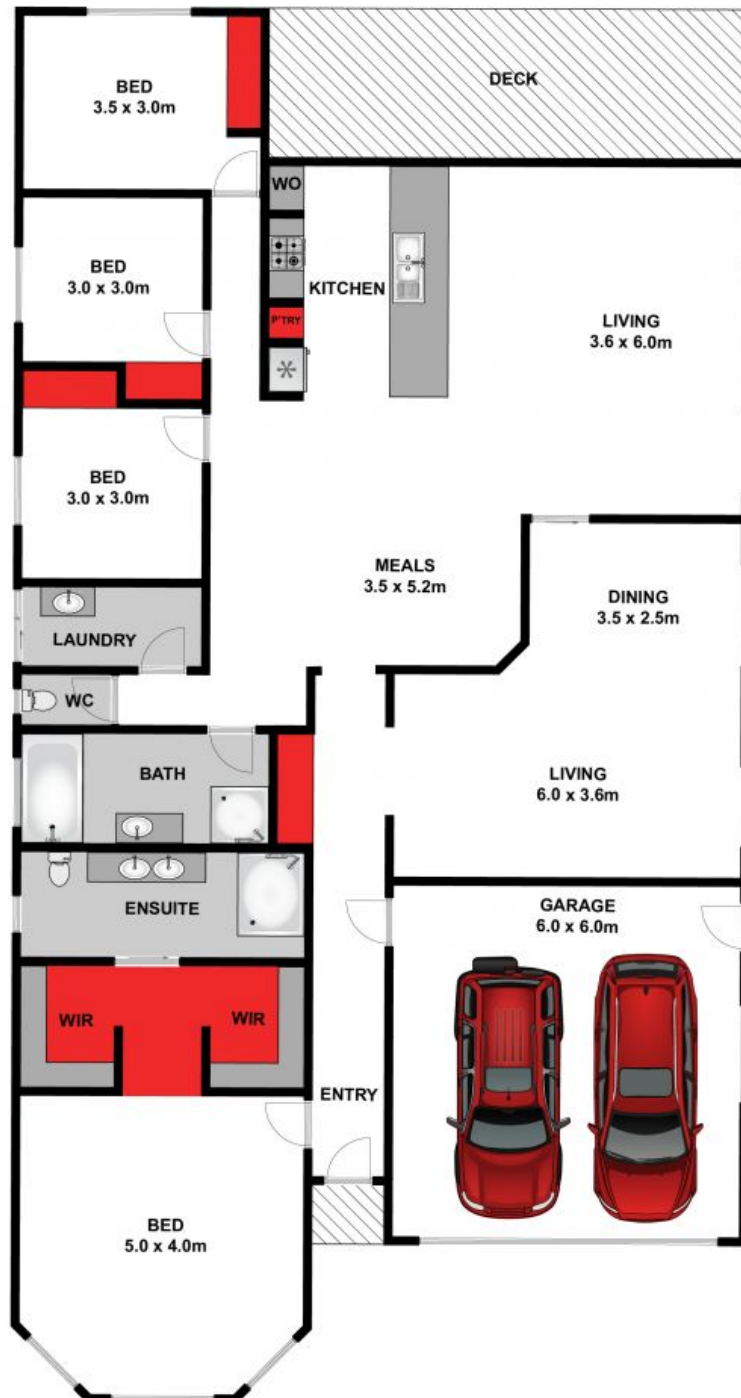 BED
3.5 x 3.0m
DECK
WO
BED
3.0 x 3.0m
KITCHEN
P'TRY
LIVING
3.6 x 6.0m
BED
3.0 x 3.0m
MEALS
3.5 x 5.2m
DINING
3.5 x 2.5m
LAUNDRY
WC
BATH
LIVING
6.0 x 3.6m
ENSUITE
GARAGE
6.0 x 6.0m
WIR
WIR
ENTRY
BED
5.0 x 4.0m